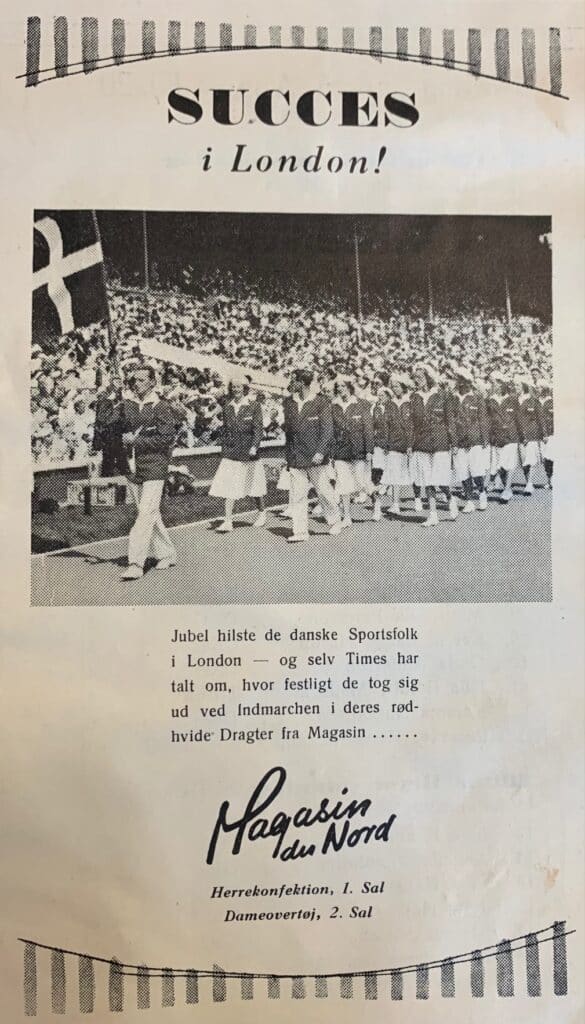 SUCCES
i London!
Jubel hilste de danske Sportsfolk
i London — og selv Times har
talt om, hvor festligt de tog sig
ud ved Indmarchen i deres rød-
hvide Dragter fra Magasin ......
Magasin
du Nord
Herrekonfektion, 1. Sal
Dameovertøj, 2. Sal